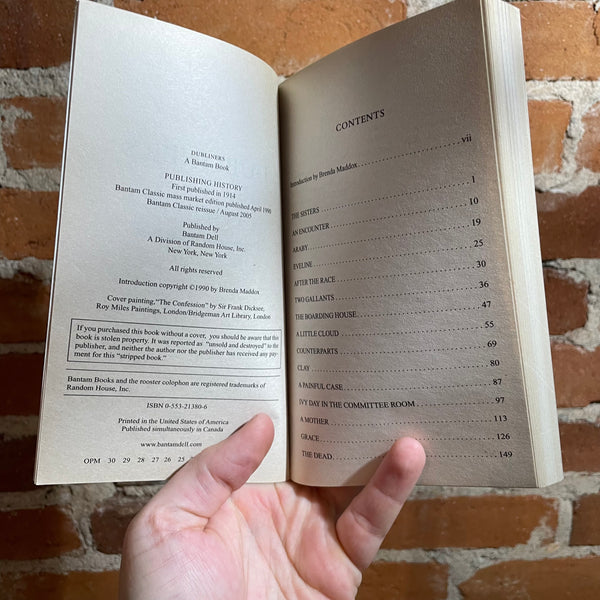 DUBLINERS
A Bantam Book
PUBLISHING HISTORY
First published in 1914
Bantam Classic mass market edition published April 1990
Bantam Classic reissue / August 2005
Published by
Bantam Dell
A Division of Random House, Inc.
New York, New York
All rights reserved
Introduction copyright ©1990 by Brenda Maddox
Cover painting, "The Confession" by Sir Frank Dicksee,
Roy Miles Paintings, London/Bridgeman Art Library, London
If you purchased this book without a cover, you should be aware that this
book is stolen property. It was reported as "unsold and destroyed" to the
publisher, and neither the author nor the publisher has received any pay-
ment for this "stripped book."
Bantam Books and the rooster colophon are registered trademarks of
Random House, Inc.
ISBN 0-553-21380-6
Printed in the United States of America
Published simultaneously in Canada
www.bantamdell.com
OPM 30 29 28 27 26 25
CONTENTS
Introduction by Brenda Maddox vii
THE SISTERS 1
AN ENCOUNTER 10
ARABY 19
EVELINE 25
AFTER THE RACE 30
TWO GALLANTS 36
THE BOARDING HOUSE 47
A LITTLE CLOUD 55
COUNTERPARTS 69
CLAY 80
A PAINFUL CASE 87
IVY DAY IN THE COMMITTEE ROOM 97
A MOTHER 113
GRACE 126
THE DEAD 149